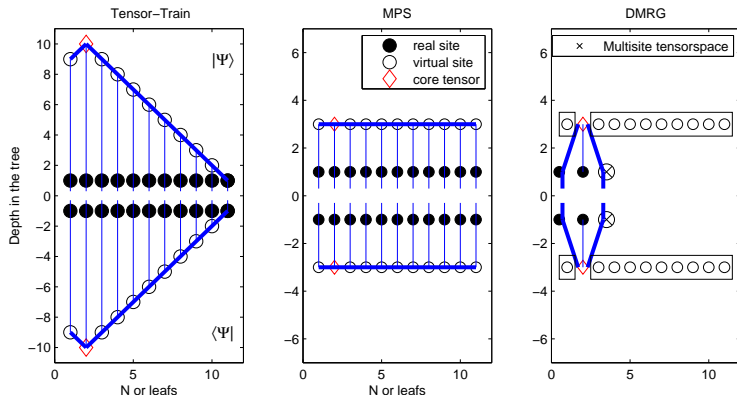 Tensor−Train
MPS
DMRG
10
8
6
4
2
0
−2
−4
−6
−8
−10
Depth in the tree
|Ψ⟩
⟨Ψ|
0
5
10
N or leafs
6
4
2
0
−2
−4
−6
real site
virtual site
core tensor
0
5
10
N or leafs
6
4
2
0
−2
−4
−6
Multisite tensorspace
0
5
10
N or leafs